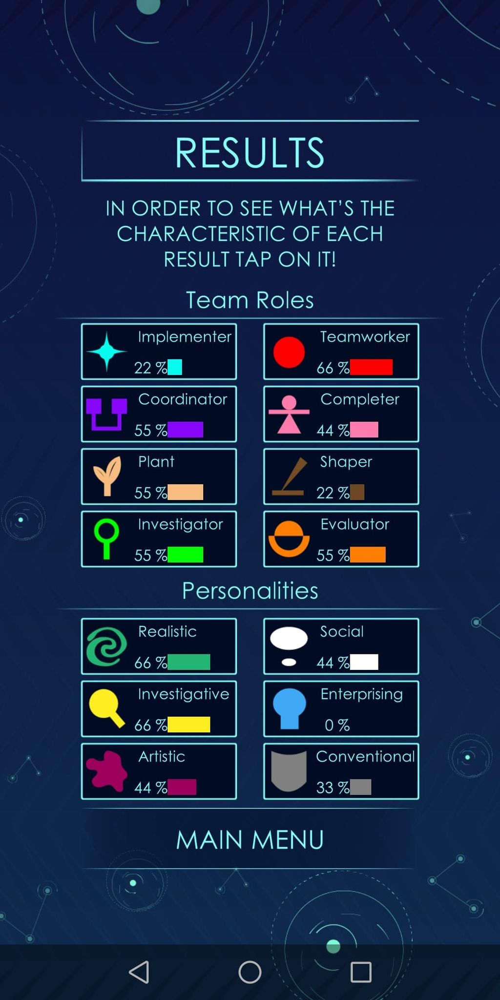 RESULTS
IN ORDER TO SEE WHAT'S THE
CHARACTERISTIC OF EACH
RESULT TAP ON IT!
Team Roles
Implementer
22 %
Teamworker
66 %
Coordinator
55 %
Completer
44 %
Plant
55 %
Shaper
22 %
Investigator
55 %
Evaluator
55 %
Personalities
Realistic
66 %
Social
44 %
Investigative
66 %
Enterprising
0 %
Artistic
44 %
Conventional
33 %
MAIN MENU